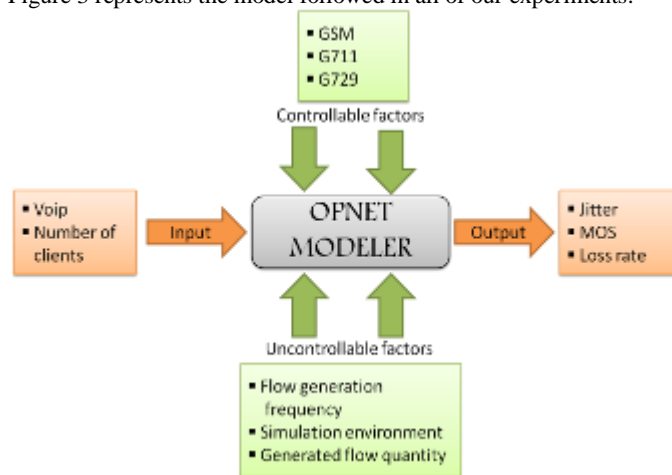 Figure 3 represents the model followed in all of our experiments.
▪ GSM
▪ G711
▪ G729
Controllable factors
▪ Voip
▪ Number of
clients
Input
OPNET
MODELER
Output
▪ Jitter
▪ MOS
▪ Loss rate
Uncontrollable factors
▪ Flow generation
frequency
▪ Simulation environment
▪ Generated flow quantity